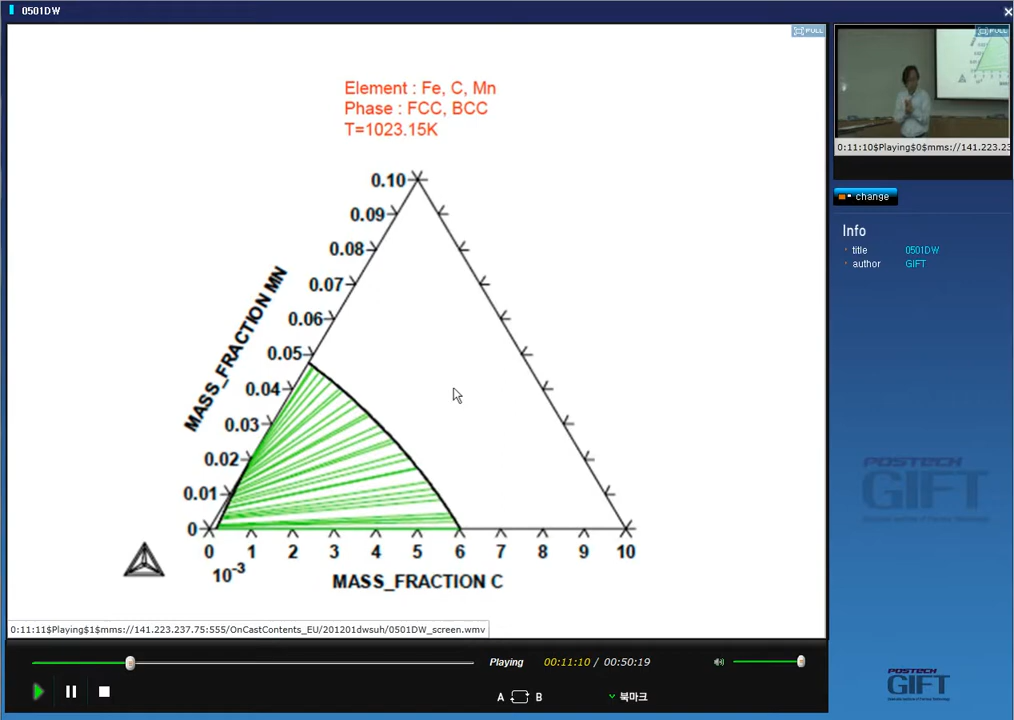 0501DW
FULL
FULL
Element : Fe, C, Mn
Phase : FCC, BCC
T=1023.15K
0.10
0.09
0.08
0.07
0.06
0.05
0.04
0.03
0.02
0.01
0
MASS_FRACTION MN
0 1 2 3 4 5 6 7 8 9 10
10-3
MASS_FRACTION C
0:11:10$Playing$0$mms://141.223.23
change
Info
title 0501DW
author GIFT
POSTECH
GIFT
0:11:11$Playing$1$mms://141.223.237.75:555/OnCastContents_EU/201201dwsuh/0501DW_screen.wmv
Playing 00:11:10 / 00:50:19
A B 북마크
POSTECH
GIFT